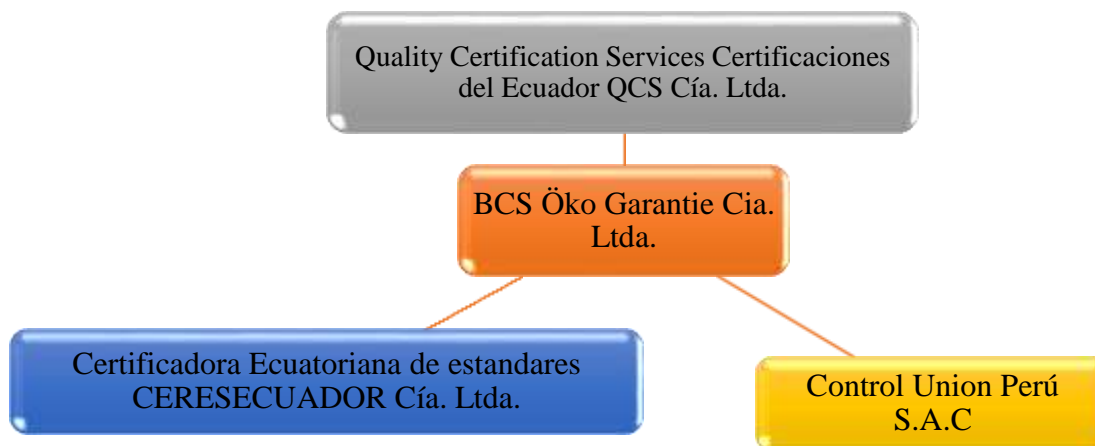 Quality Certification Services Certificaciones
del Ecuador QCS Cía. Ltda.
BCS Öko Garantie Cia.
Ltda.
Certificadora Ecuatoriana de estandares
CERESECUADOR Cía. Ltda.
Control Union Perú
S.A.C